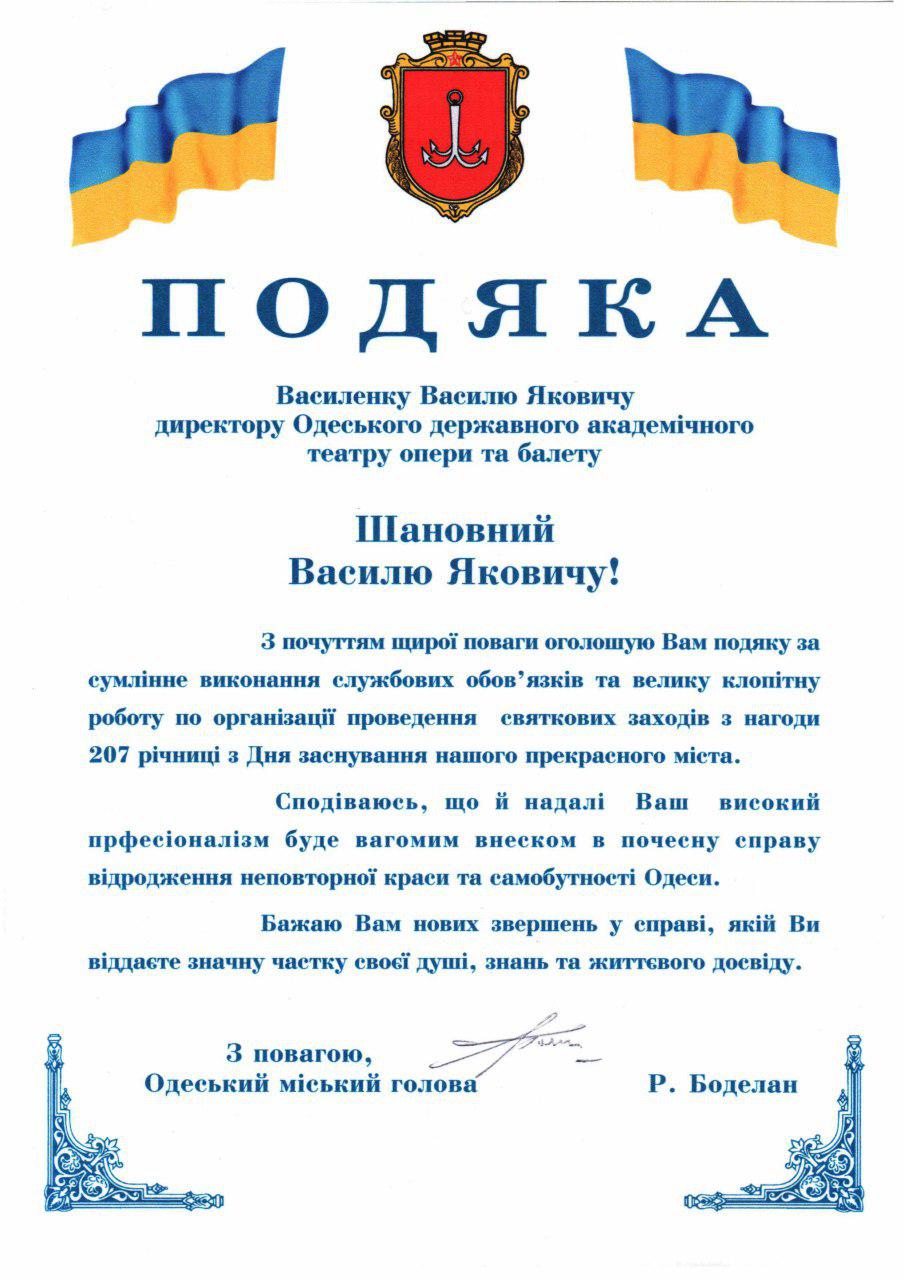 ПОДЯКА
Василенку Василю Яковичу
директору Одеського державного академічного
театру опери та балету
Шановний
Василю Яковичу!
З почуттям щирої поваги оголошую Вам подяку за
сумлінне виконання службових обов’язків та велику клопітну
роботу по організації проведення святкових заходів з нагоди
207 річниці з Дня заснування нашого прекрасного міста.
Сподіваюсь, що й надалі Ваш високий
прфесіоналізм буде вагомим внеском в почесну справу
відродження неповторної краси та самобутності Одеси.
Бажаю Вам нових звершень у справі, якій Ви
віддаєте значну частку своєї душі, знань та життєвого досвіду.
З повагою,
Одеський міський голова Р. Боделан